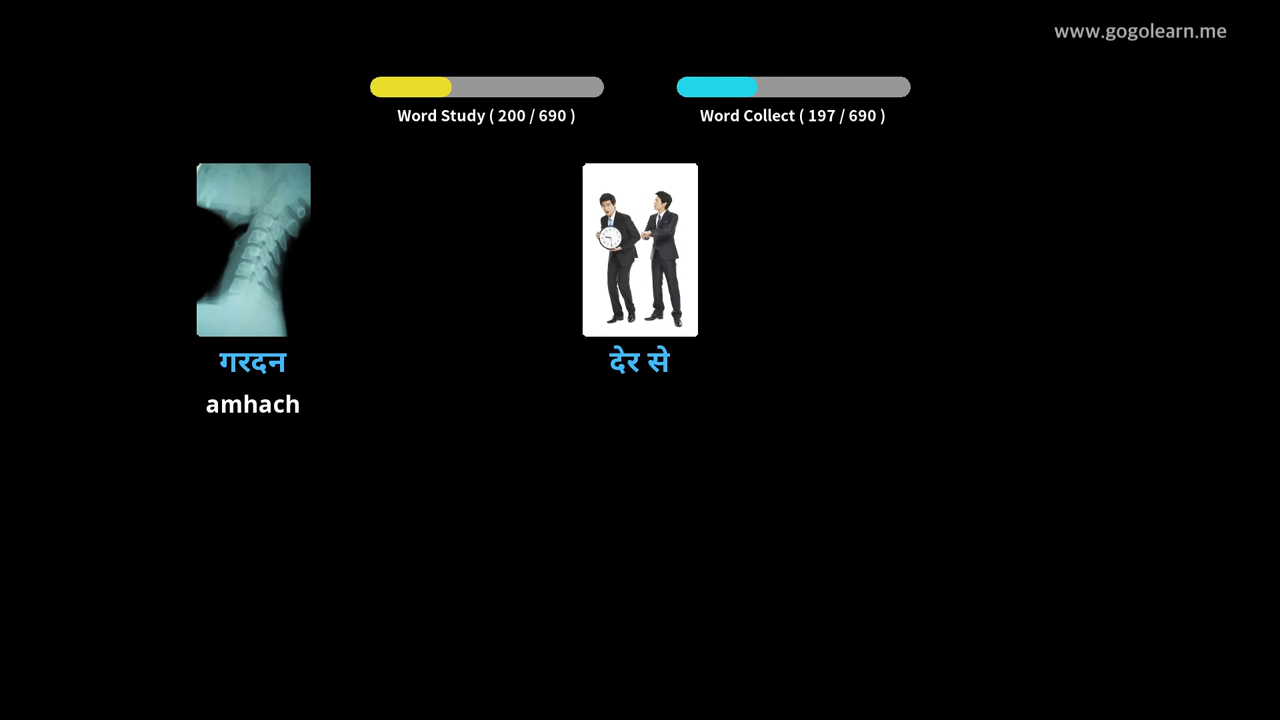 www.gogolearn.me
Word Study ( 200 / 690 )
Word Collect ( 197 / 690 )
गरदन
देर से
amhach